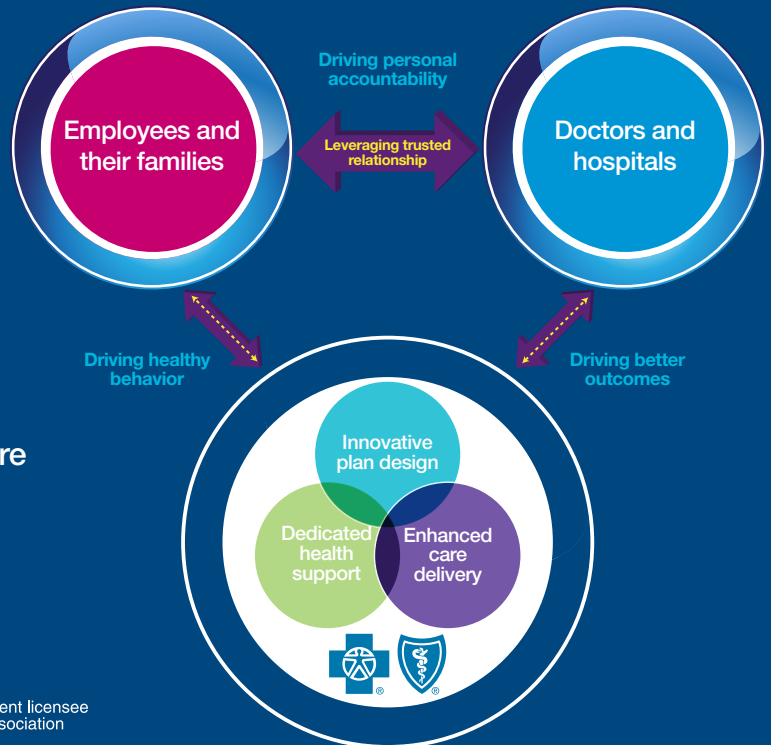 Driving personal
accountability
Employees and
their families
Leveraging trusted
relationship
Doctors and
hospitals
Driving healthy
behavior
Driving better
outcomes
re
Innovative
plan design
Dedicated
health
support
Enhanced
care
delivery
® ®
ent licensee
sociation